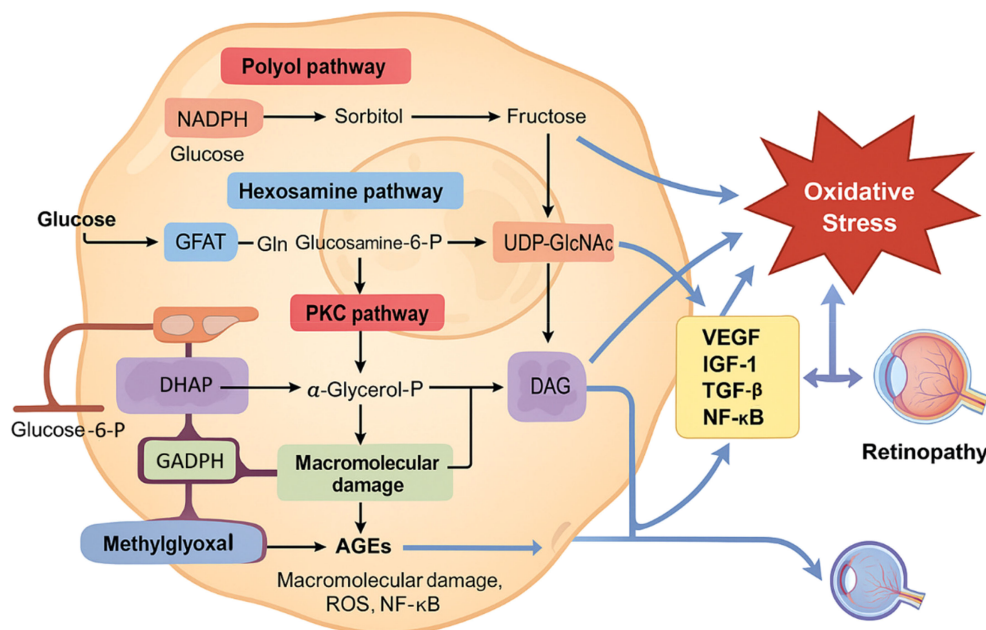 Polyol pathway
NADPH
Sorbitol
Fructose
Glucose
Oxidative
Stress
Hexosamine pathway
Glucose
GFAT
Gln
Glucosamine-6-P
UDP-GlcNAc
PKC pathway
VEGF
IGF-1
TGF-β
NF-κB
DHAP
α-Glycerol-P
DAG
Glucose-6-P
Retinopathy
GADPH
Macromolecular
damage
Methylglyoxal
AGEs
Macromolecular damage,
ROS, NF-κB